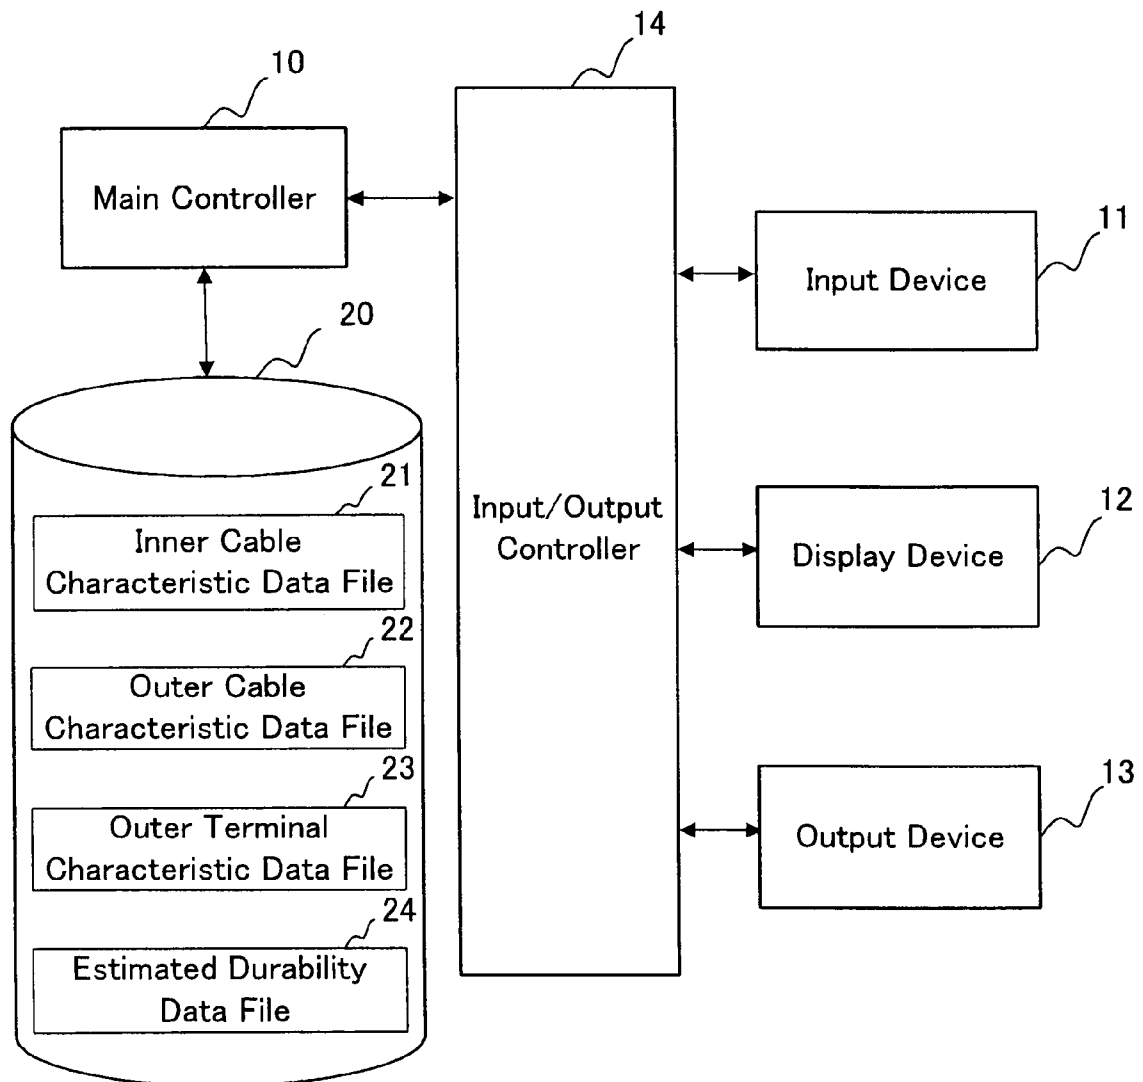 14
10
Main Controller
11
Input Device
20
21
Inner Cable
Characteristic Data File
22
Outer Cable
Characteristic Data File
23
Outer Terminal
Characteristic Data File
24
Estimated Durability
Data File
Input/Output
Controller
12
Display Device
13
Output Device